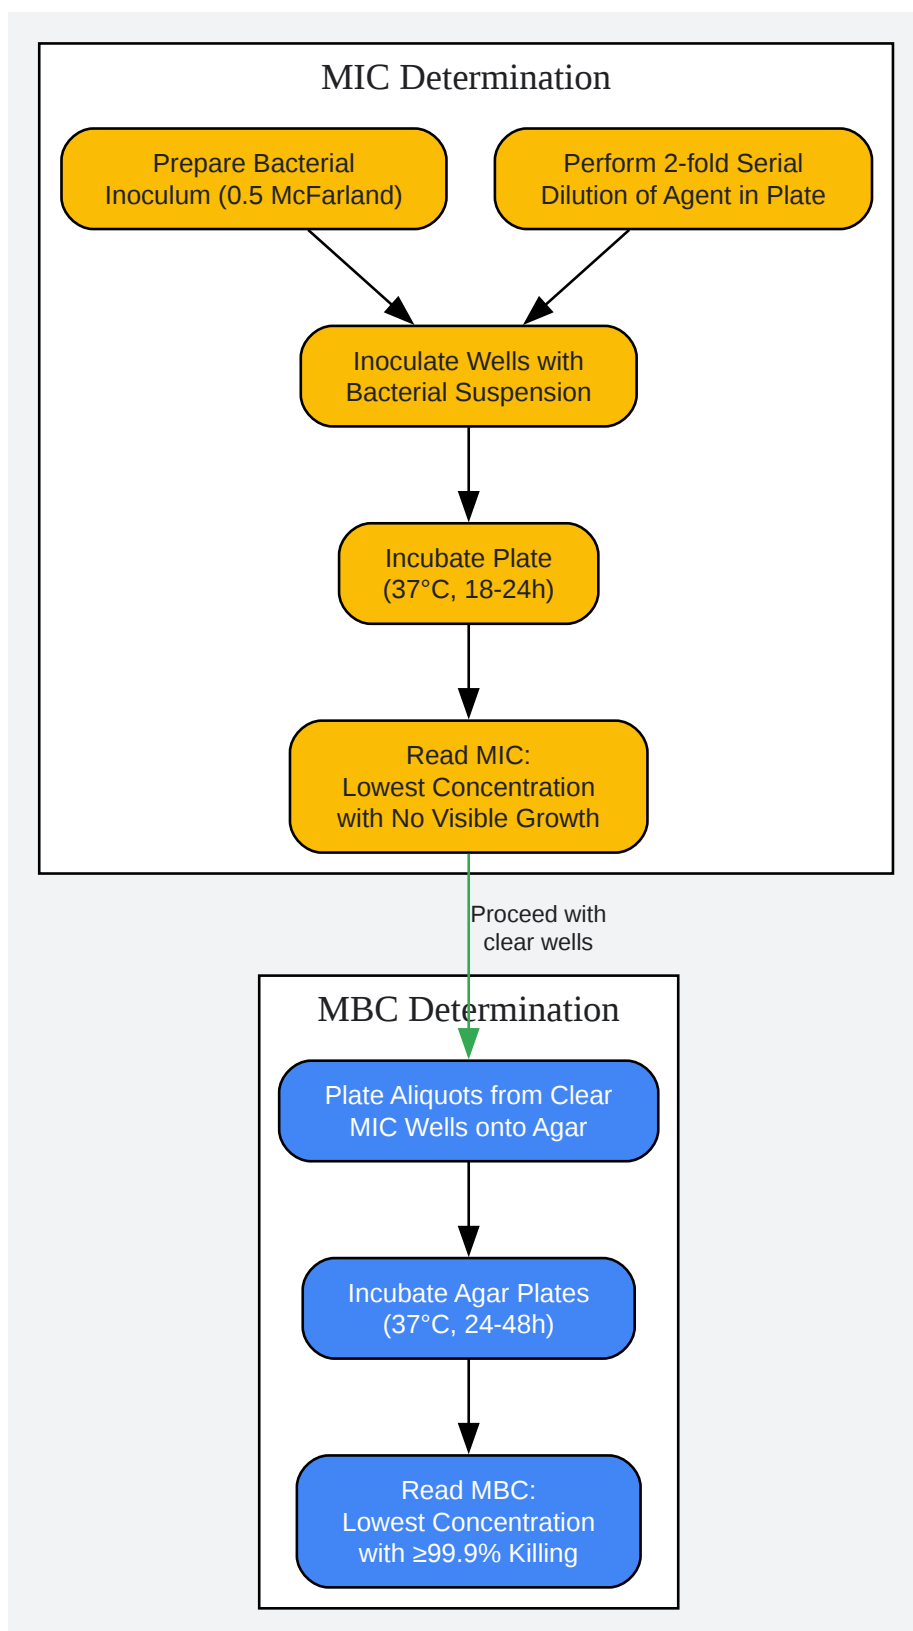 MIC Determination
Prepare Bacterial
Inoculum (0.5 McFarland)
Perform 2-fold Serial
Dilution of Agent in Plate
Inoculate Wells with
Bacterial Suspension
Incubate Plate
(37°C, 18-24h)
Read MIC:
Lowest Concentration
with No Visible Growth
Proceed with
clear wells
MBC Determination
Plate Aliquots from Clear
MIC Wells onto Agar
Incubate Agar Plates
(37°C, 24-48h)
Read MBC:
Lowest Concentration
with ≥99.9% Killing